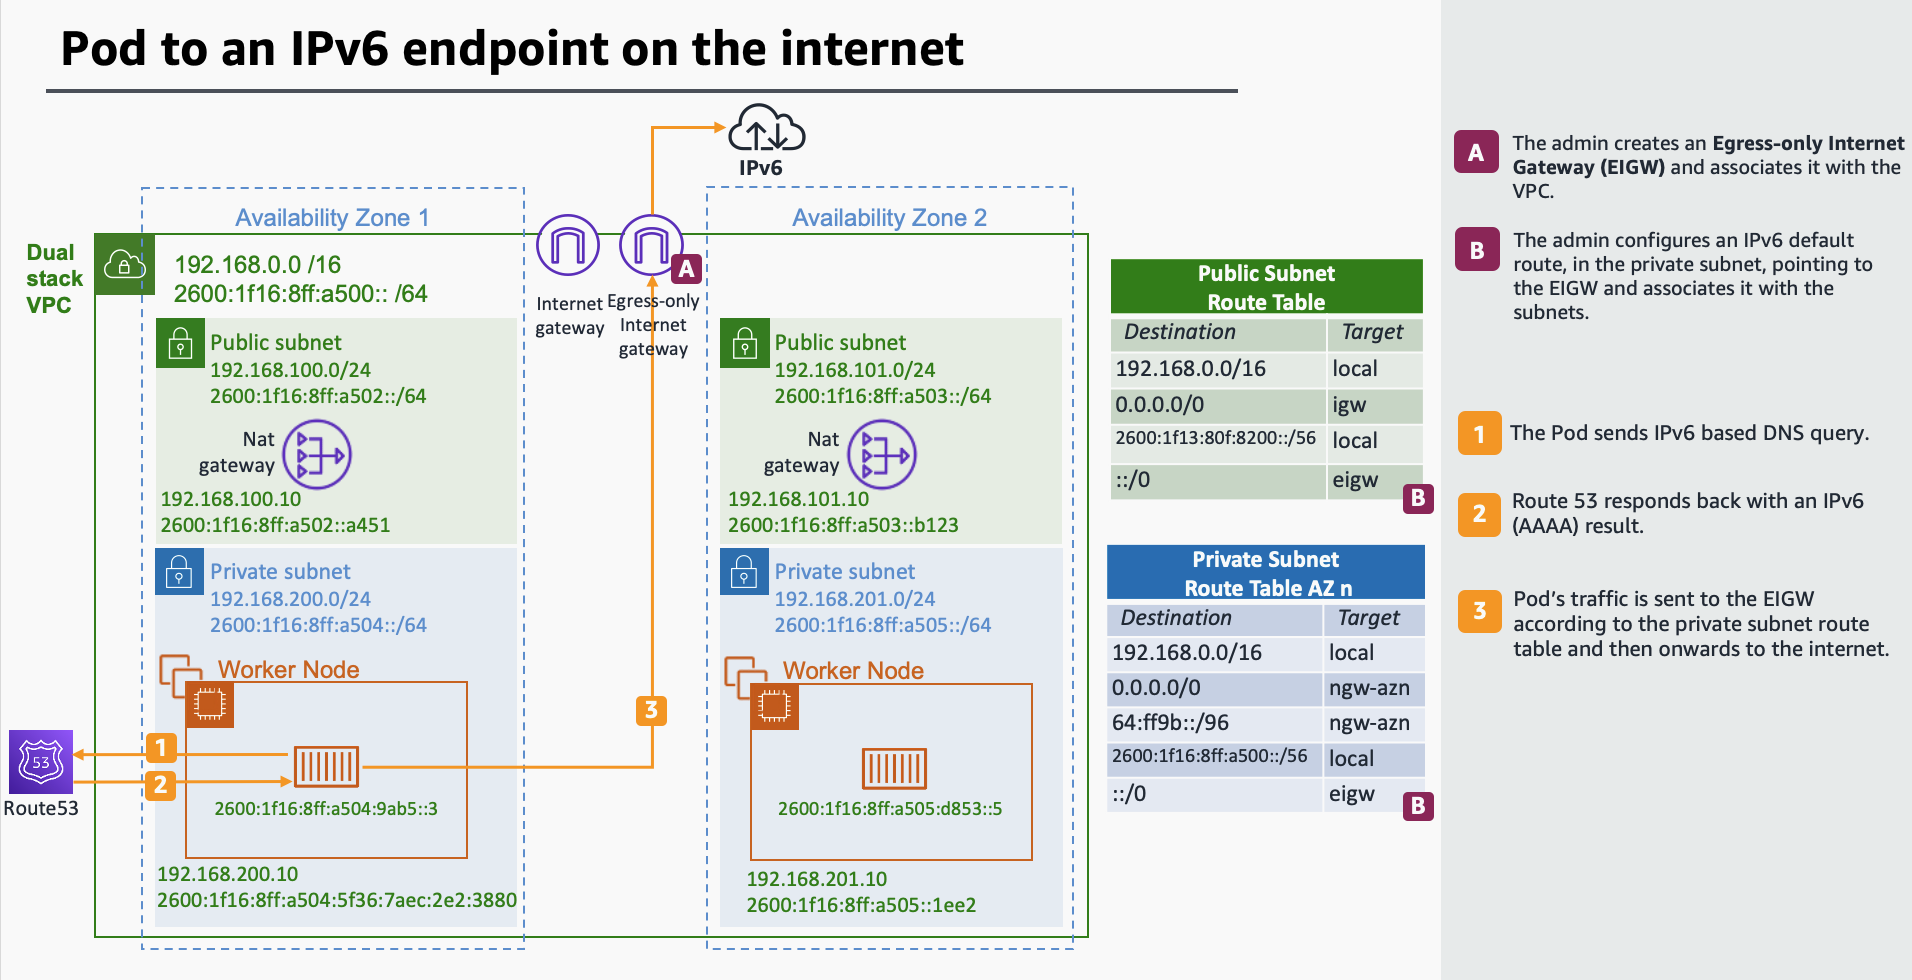 Pod to an IPv6 endpoint on the internet
IPv6
Availability Zone 1
Availability Zone 2
Dual
stack
VPC
192.168.0.0 /16
2600:1f16:8ff:a500:: /64
Internet
gateway
Egress-only
Internet
gateway
A
Public subnet
192.168.100.0/24
2600:1f16:8ff:a502::/64
Nat
gateway
192.168.100.10
2600:1f16:8ff:a502::a451
Public subnet
192.168.101.0/24
2600:1f16:8ff:a503::/64
Nat
gateway
192.168.101.10
2600:1f16:8ff:a503::b123
Private subnet
192.168.200.0/24
2600:1f16:8ff:a504::/64
Worker Node
2600:1f16:8ff:a504:9ab5::3
192.168.200.10
2600:1f16:8ff:a504:5f36:7aec:2e2:3880
Private subnet
192.168.201.0/24
2600:1f16:8ff:a505::/64
Worker Node
2600:1f16:8ff:a505:d853::5
192.168.201.10
2600:1f16:8ff:a505::1ee2
53
Route53
1
2
3
Public Subnet
Route Table
Destination Target
192.168.0.0/16 local
0.0.0.0/0 igw
2600:1f13:80f:8200::/56 local
::/0 eigw
B
Private Subnet
Route Table AZ n
Destination Target
192.168.0.0/16 local
0.0.0.0/0 ngw-azn
64:ff9b::/96 ngw-azn
2600:1f16:8ff:a500::/56 local
::/0 eigw
B
A
The admin creates an Egress-only Internet
Gateway (EIGW) and associates it with the
VPC.
B
The admin configures an IPv6 default
route, in the private subnet, pointing to
the EIGW and associates it with the
subnets.
1
The Pod sends IPv6 based DNS query.
2
Route 53 responds back with an IPv6
(AAAA) result.
3
Pod's traffic is sent to the EIGW
according to the private subnet route
table and then onwards to the internet.